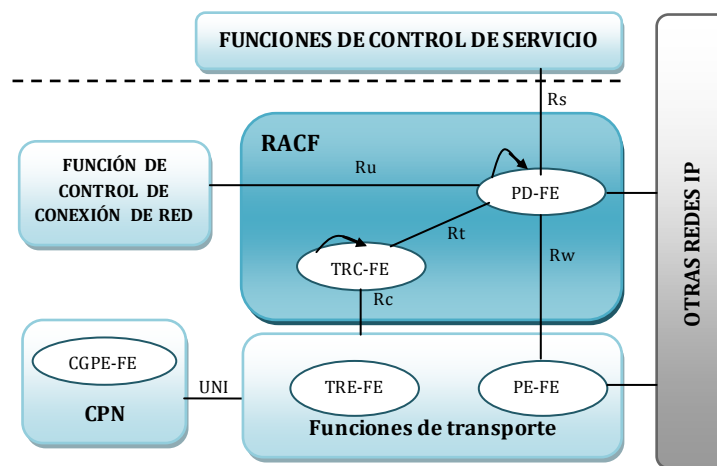 FUNCIONES DE CONTROL DE SERVICIO
Rs
RACF
FUNCIÓN DE
CONTROL DE
CONEXIÓN DE RED
Ru
PD-FE
Rt
TRC-FE
Rw
Rc
OTRAS REDES IP
CGPE-FE
CPN
UNI
TRE-FE
PE-FE
Funciones de transporte